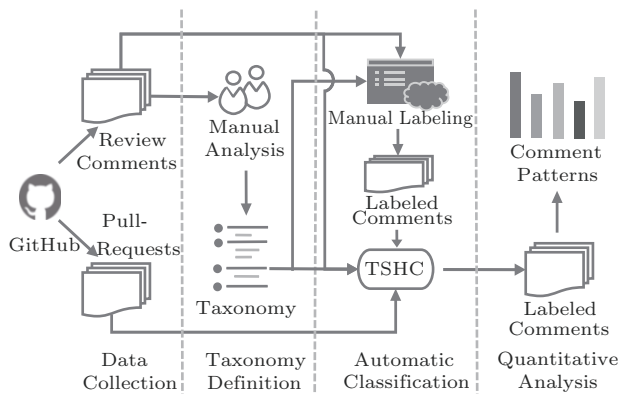 Review
Comments
GitHub
Pull-
Requests
Data
Collection
Manual
Analysis
Taxonomy
Taxonomy
Definition
Manual Labeling
Labeled
Comments
TSHC
Automatic
Classification
Comment
Patterns
Labeled
Comments
Quantitative
Analysis